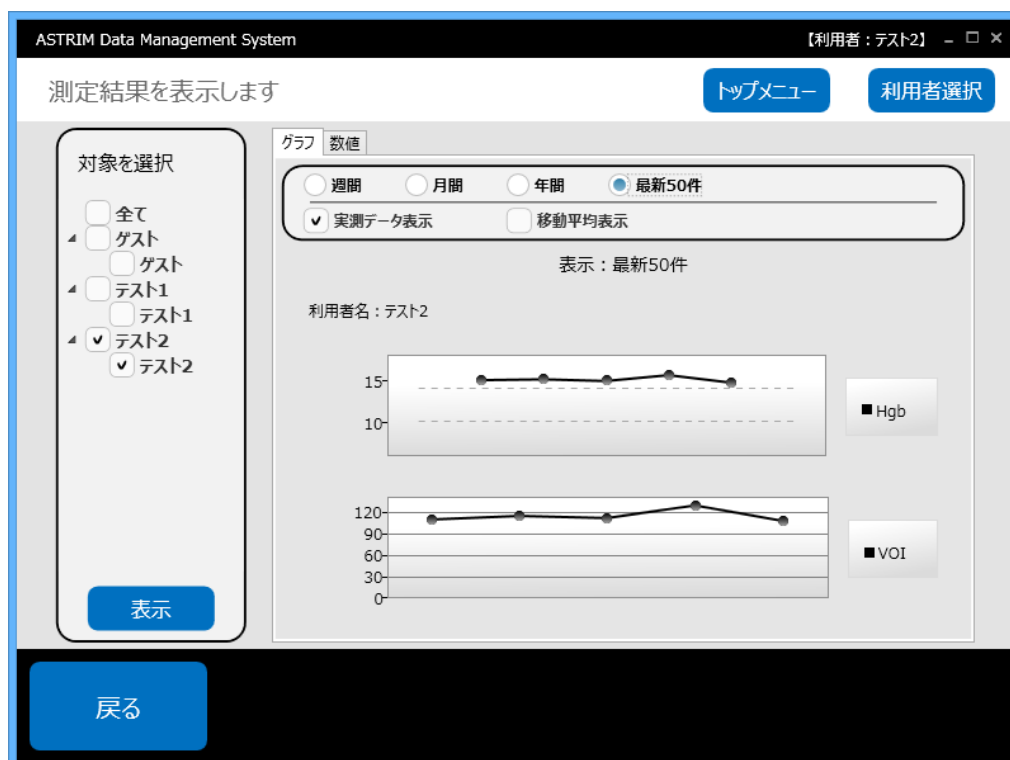 ASTRIM Data Management System
【利用者：テスト2】
測定結果を表示します
トップメニュー
利用者選択
対象を選択
全て
ゲスト
ゲスト
テスト1
テスト1
テスト2
テスト2
表示
グラフ 数値
週間 月間 年間 最新50件
実測データ表示 移動平均表示
表示：最新50件
利用者名：テスト2
15
10
Hgb
120
90
60
30
0
VOI
戻る